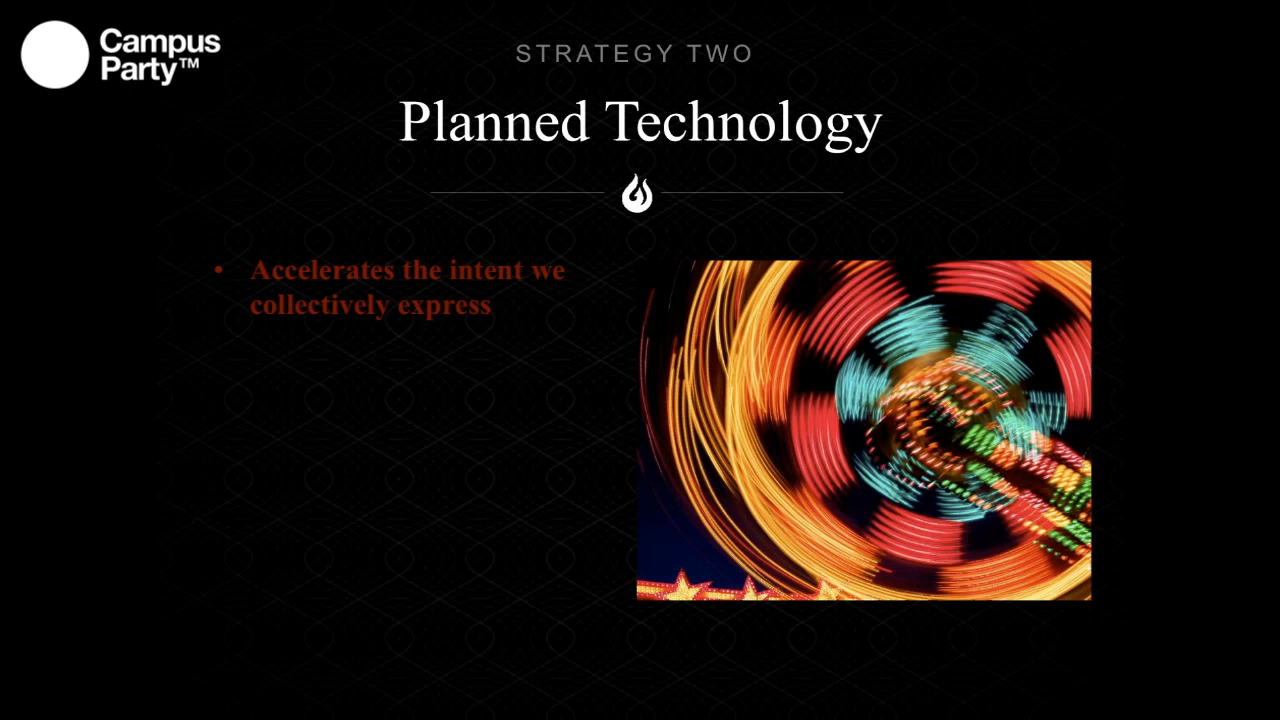 Campus
Party™
STRATEGY TWO
Planned Technology
• Accelerates the intent we
collectively express